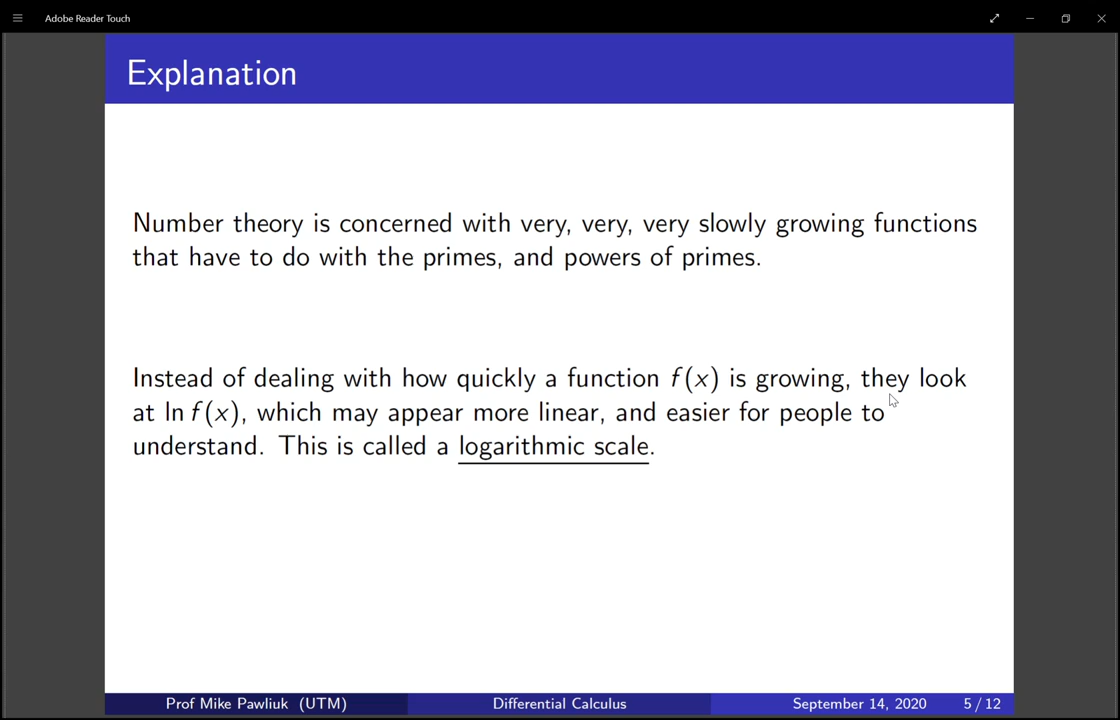 Adobe Reader Touch
Explanation
Number theory is concerned with very, very, very slowly growing functions
that have to do with the primes, and powers of primes.
Instead of dealing with how quickly a function f(x) is growing, they look
at ln f(x), which may appear more linear, and easier for people to
understand. This is called a logarithmic scale.
Prof Mike Pawliuk (UTM) Differential Calculus September 14, 2020 5 / 12